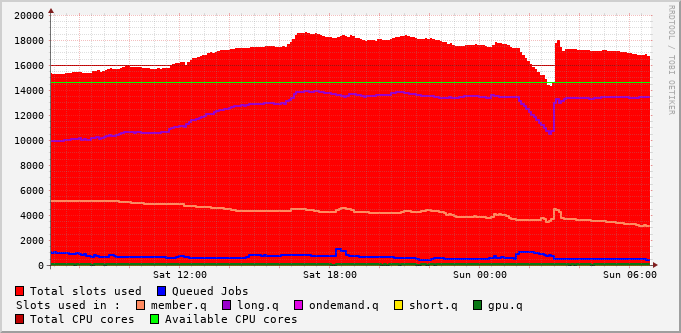 RRDTOOL / TOBI OETIKER
20000
18000
16000
14000
12000
10000
8000
6000
4000
2000
0
Sat 12:00 Sat 18:00 Sun 00:00 Sun 06:00
Total slots used Queued Jobs
Slots used in : member.q long.q ondemand.q short.q gpu.q
Total CPU cores Available CPU cores